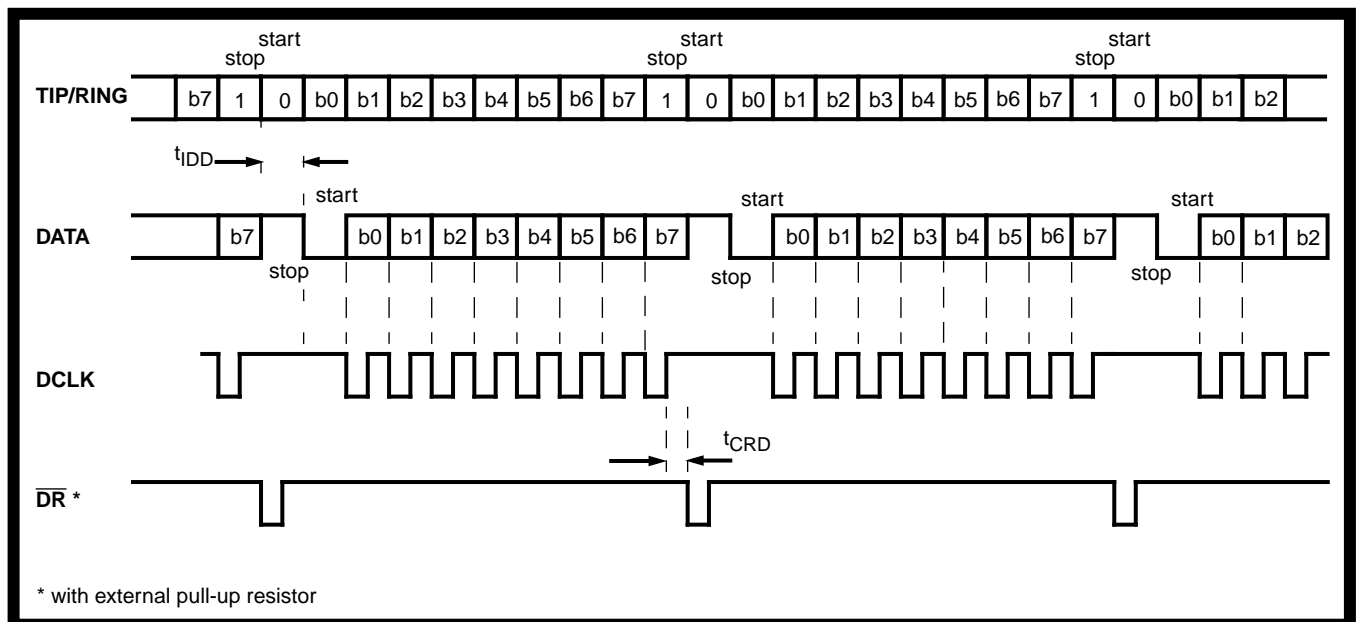 start start start
stop stop stop
TIP/RING b7 1 0 b0 b1 b2 b3 b4 b5 b6 b7 1 0 b0 b1 b2 b3 b4 b5 b6 b7 1 0 b0 b1 b2
tIDD
start start start
DATA b7 b0 b1 b2 b3 b4 b5 b6 b7 b0 b1 b2 b3 b4 b5 b6 b7 b0 b1 b2
stop stop stop
DCLK
tCRD
DR *
* with external pull-up resistor